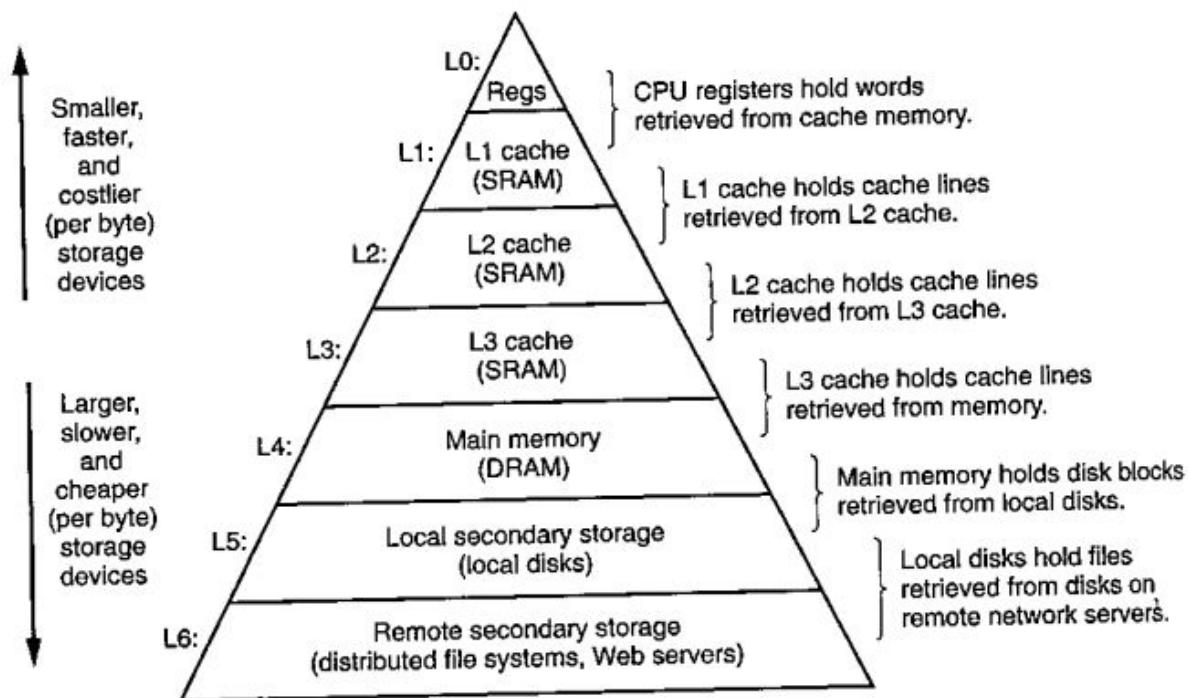 Smaller,
faster,
and
costlier
(per byte)
storage
devices
Larger,
slower,
and
cheaper
(per byte)
storage
devices
L0:
Regs
CPU registers hold words
retrieved from cache memory.
L1:
L1 cache
(SRAM)
L1 cache holds cache lines
retrieved from L2 cache.
L2:
L2 cache
(SRAM)
L2 cache holds cache lines
retrieved from L3 cache.
L3:
L3 cache
(SRAM)
L3 cache holds cache lines
retrieved from memory.
L4:
Main memory
(DRAM)
Main memory holds disk blocks
retrieved from local disks.
L5:
Local secondary storage
(local disks)
Local disks hold files
retrieved from disks on
remote network servers.
L6:
Remote secondary storage
(distributed file systems, Web servers)